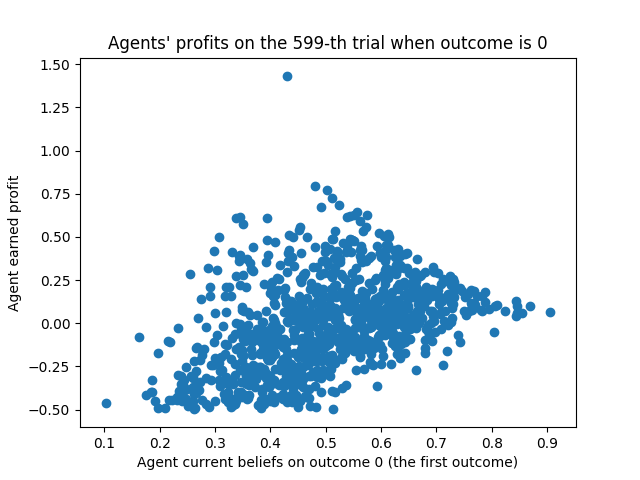 Agents' profits on the 599-th trial when outcome is 0
1.50
1.25
1.00
0.75
0.50
0.25
0.00
−0.25
−0.50
Agent earned profit
0.1 0.2 0.3 0.4 0.5 0.6 0.7 0.8 0.9
Agent current beliefs on outcome 0 (the first outcome)